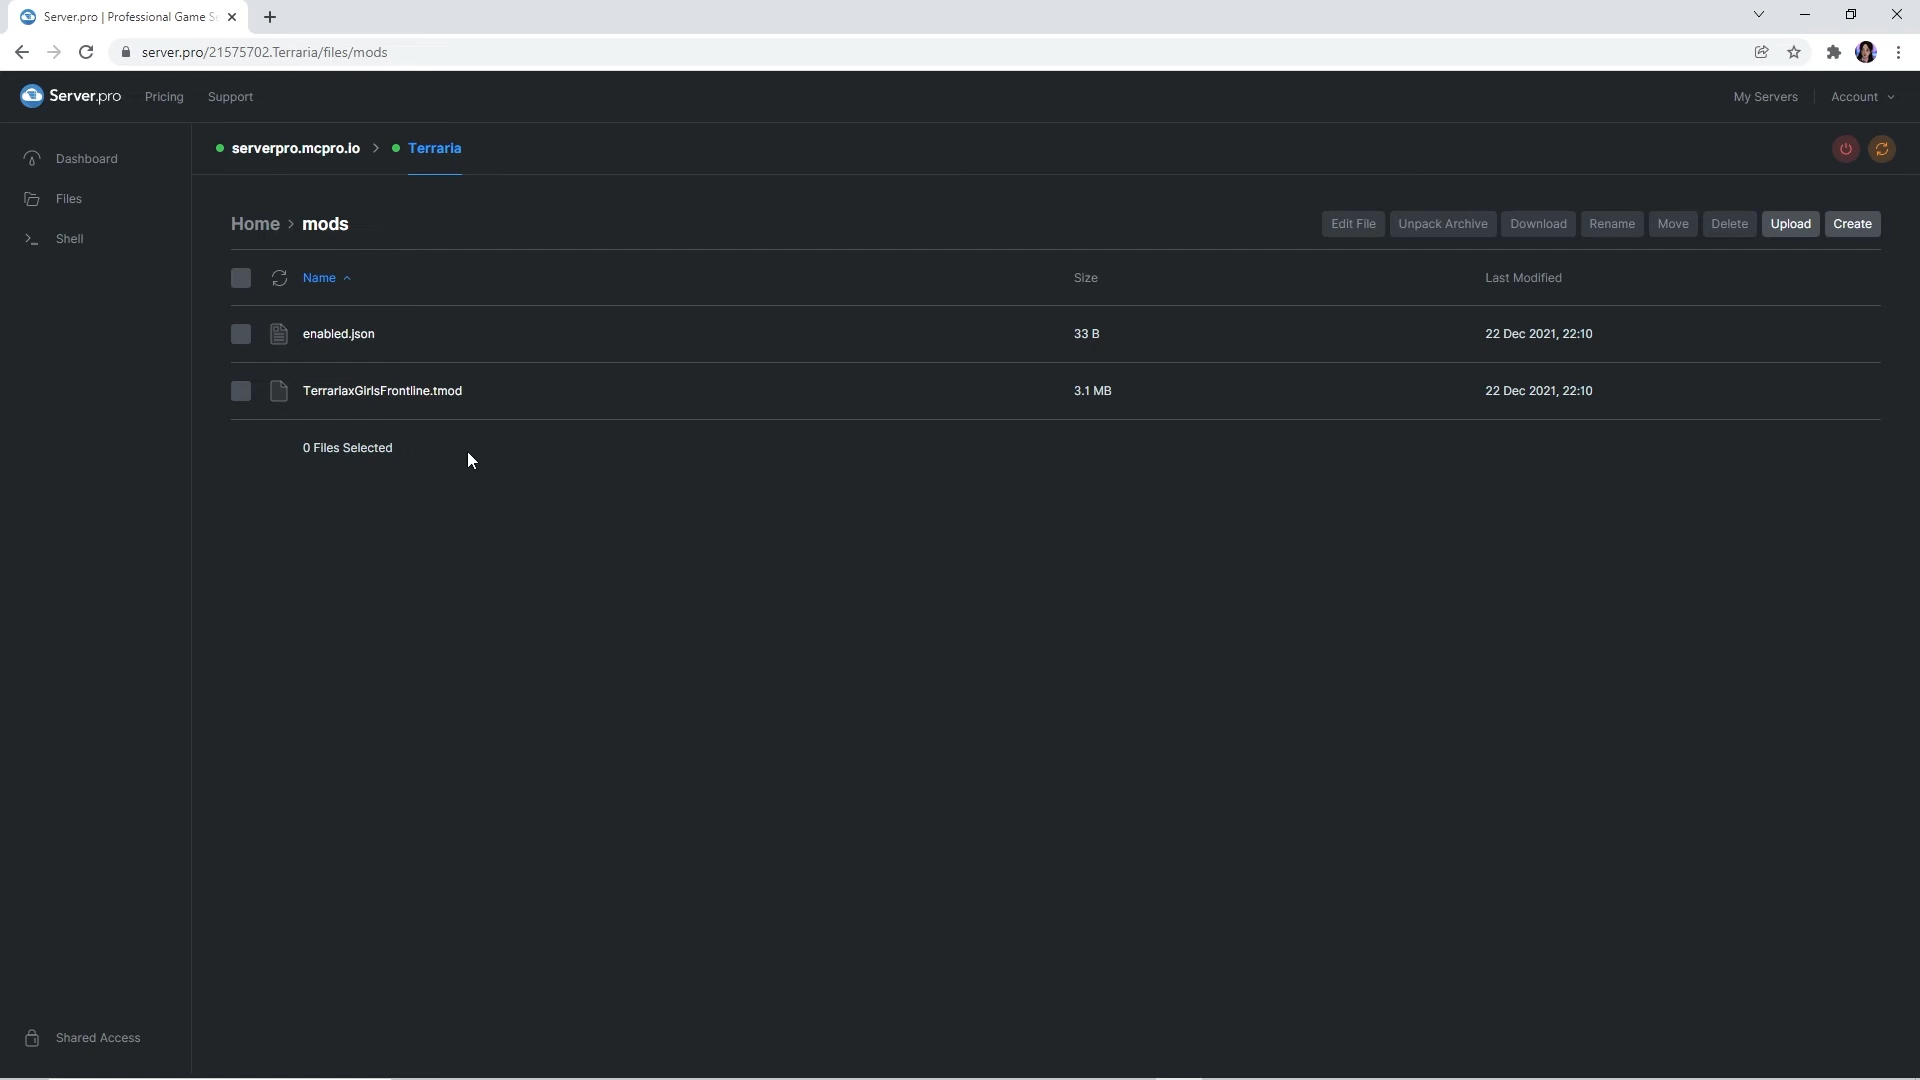 Server.pro | Professional Game Se
server.pro/21575702.Terraria/files/mods
Server.pro
Pricing
Support
My Servers
Account
Dashboard
Files
Shell
serverpro.mcpro.io > Terraria
Home > mods
Edit File
Unpack Archive
Download
Rename
Move
Delete
Upload
Create
Name
Size
Last Modified
enabled.json
33 B
22 Dec 2021, 22:10
TerrariaxGirlsFrontline.tmod
3.1 MB
22 Dec 2021, 22:10
0 Files Selected
Shared Access